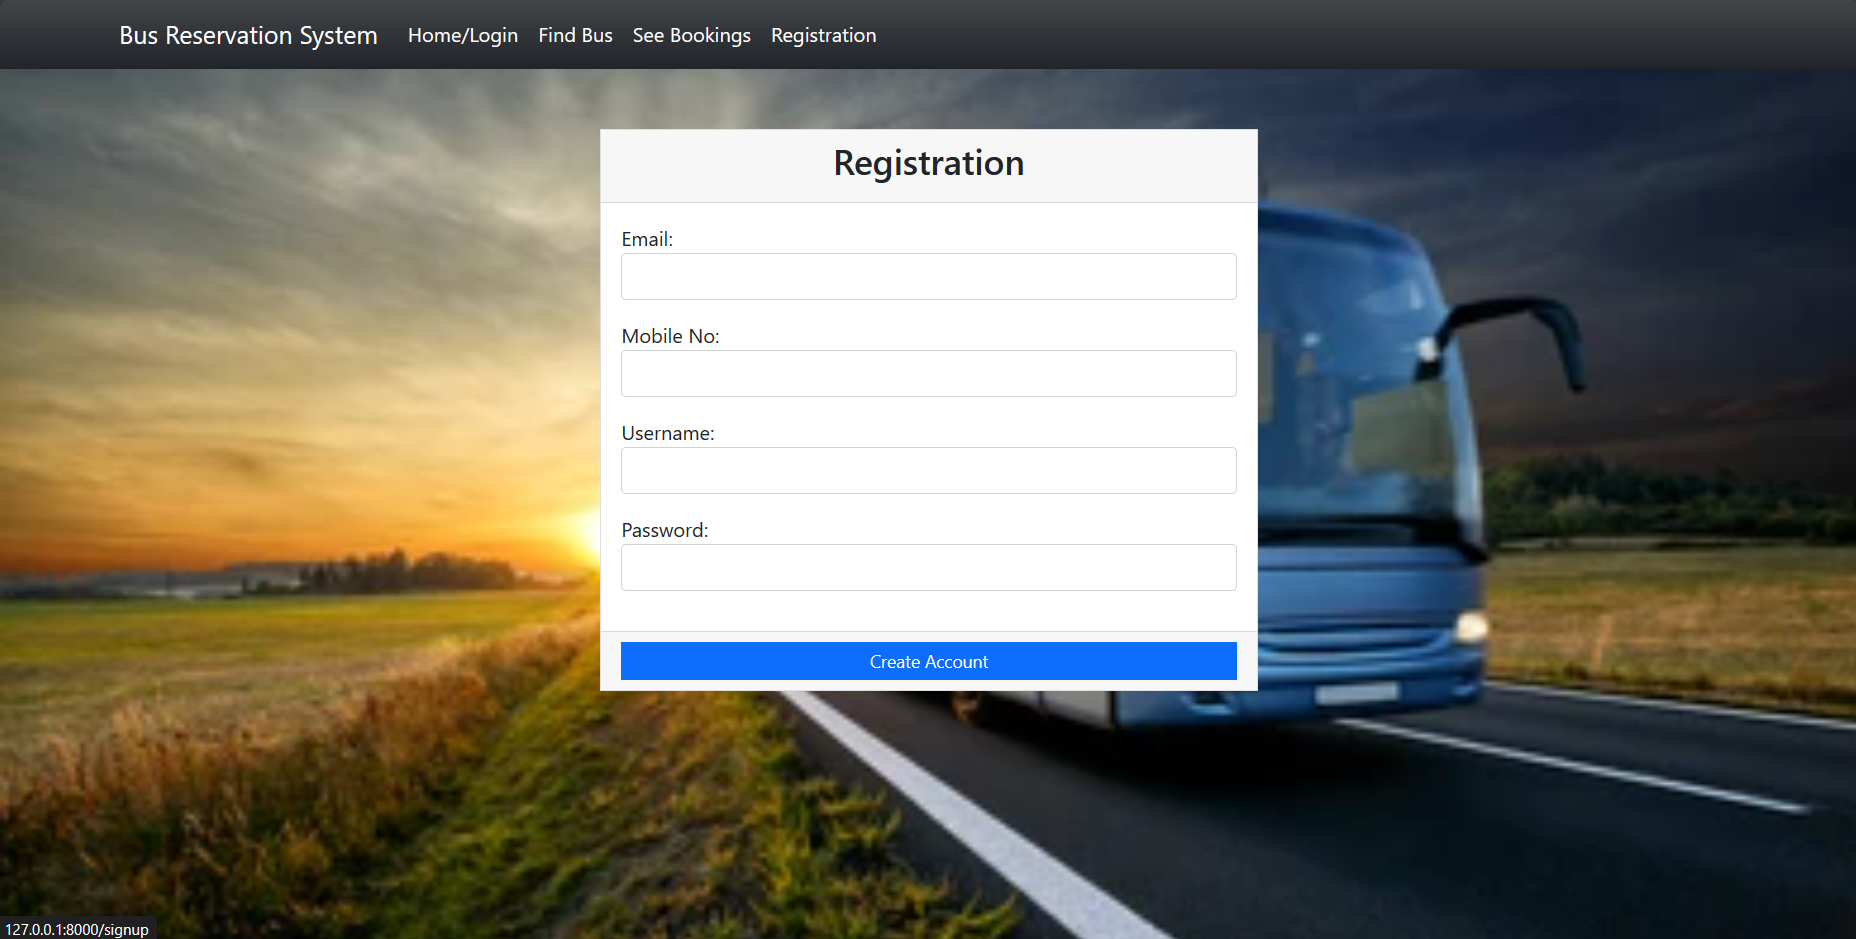 Bus Reservation System Home/Login Find Bus See Bookings Registration
Registration
Email:
Mobile No:
Username:
Password:
Create Account
127.0.0.1:8000/signup